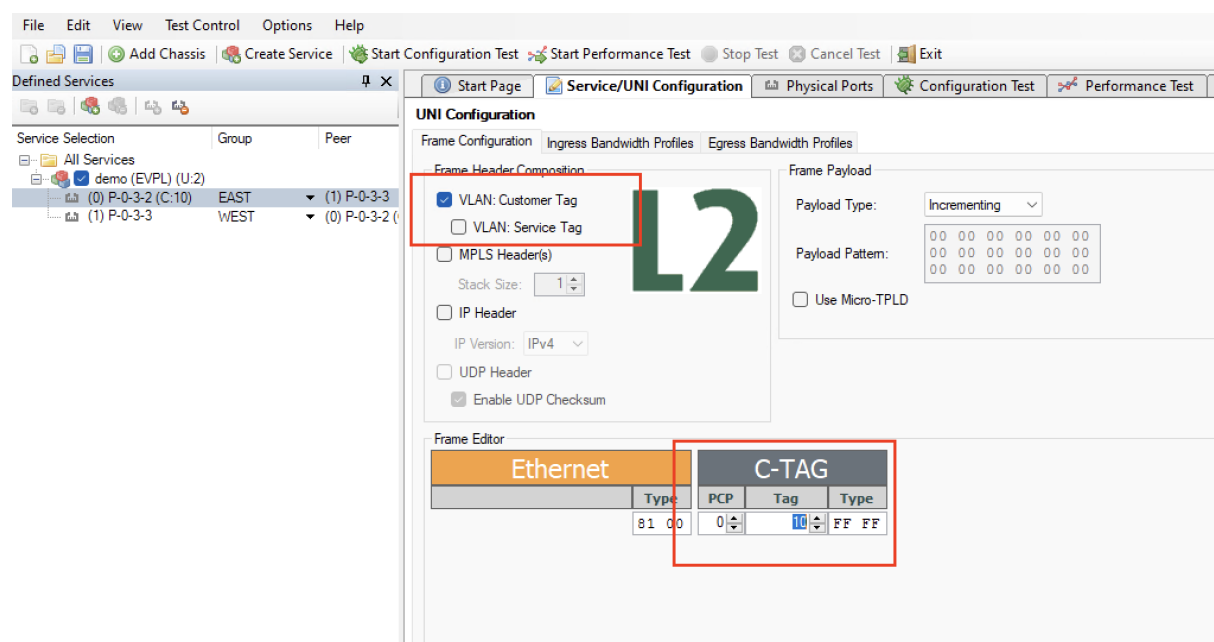 File Edit View Test Control Options Help
Add Chassis Create Service Start Configuration Test Start Performance Test Stop Test Cancel Test Exit
Defined Services
Start Page Service/UNI Configuration Physical Ports Configuration Test Performance Test
UNI Configuration
Service Selection Group Peer
Frame Configuration Ingress Bandwidth Profiles Egress Bandwidth Profiles
All Services
demo (EVPL) (U:2)
(0) P-0-3-2 (C:10) EAST (1) P-0-3-3
(1) P-0-3-3 WEST (0) P-0-3-2 (
Frame Header Composition
VLAN: Customer Tag
VLAN: Service Tag
MPLS Header(s)
Stack Size: 1
IP Header
IP Version: IPv4
UDP Header
Enable UDP Checksum
L2
Frame Payload
Payload Type: Incrementing
Payload Pattern:
00 00 00 00 00 00
00 00 00 00 00 00
00 00 00 00 00 00
Use Micro-TPLD
Frame Editor
Ethernet C-TAG
Type PCP Tag Type
81 00 0 10 FF FF